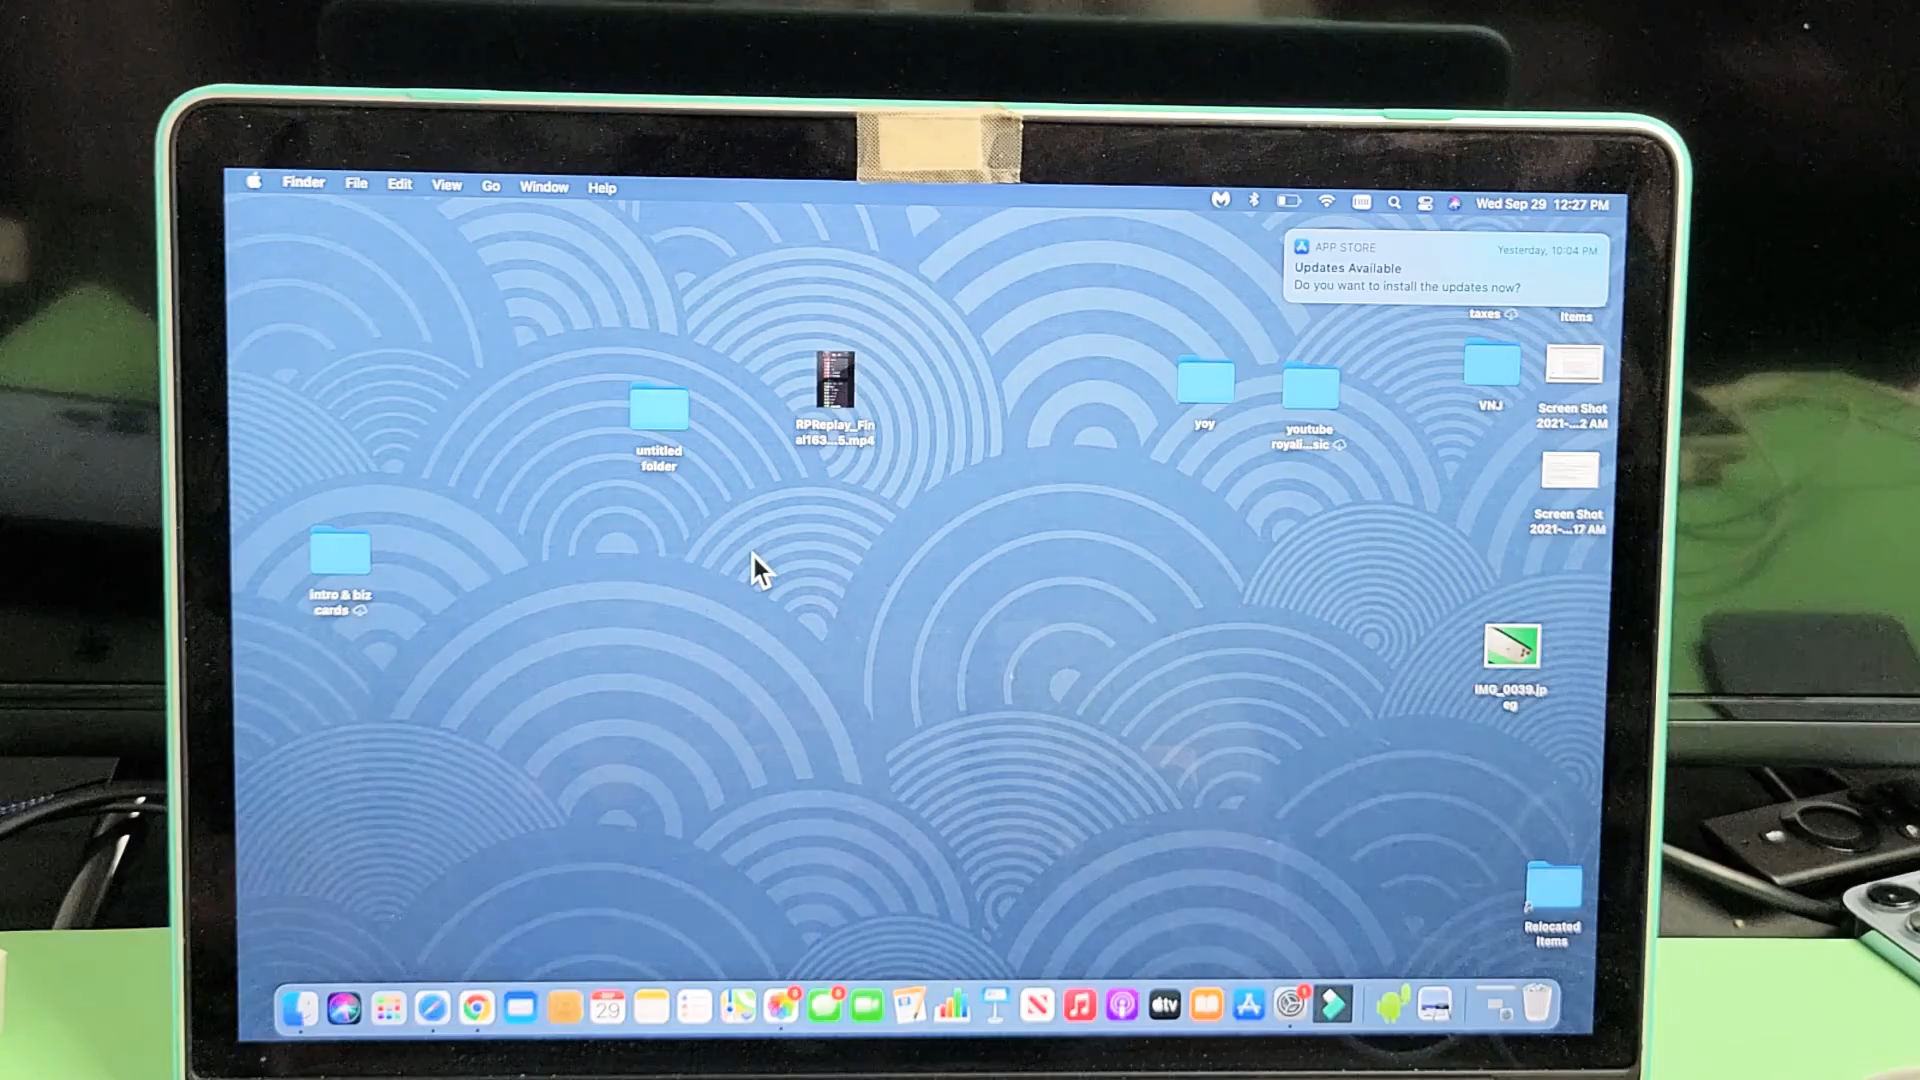 Finder File Edit View Go Window Help
Wed Sep 29 12:27 PM
APP STORE
Yesterday, 10:04 PM
Updates Available
Do you want to install the updates now?
taxes
Items
untitled
folder
RPReplay_Fin
al163...5.mp4
yoy
youtube
royali...sic
VNJ
Screen Shot
2021-...2 AM
Screen Shot
2021-...17 AM
intro & biz
cards
IMG_0039.jp
eg
Relocated
Items
SEP
29
tv